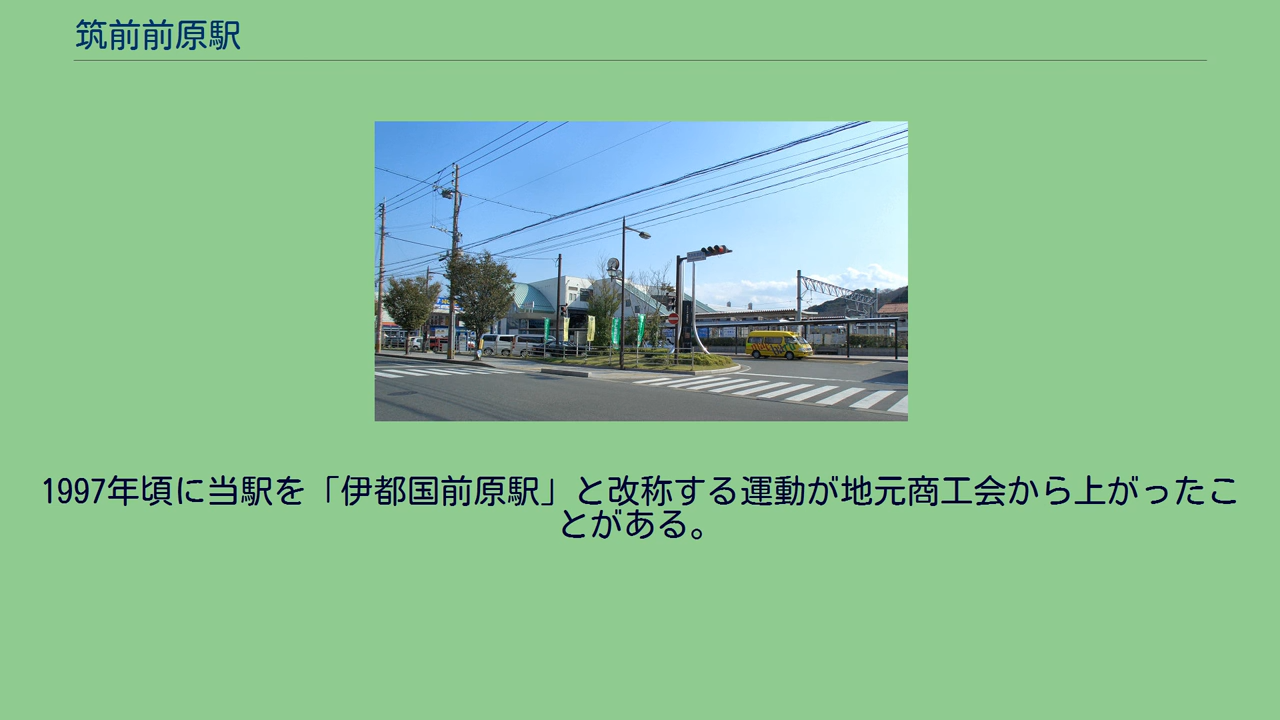 筑前前原駅
1997年頃に当駅を「伊都国前原駅」と改称する運動が地元商工会から上がったこ
とがある。